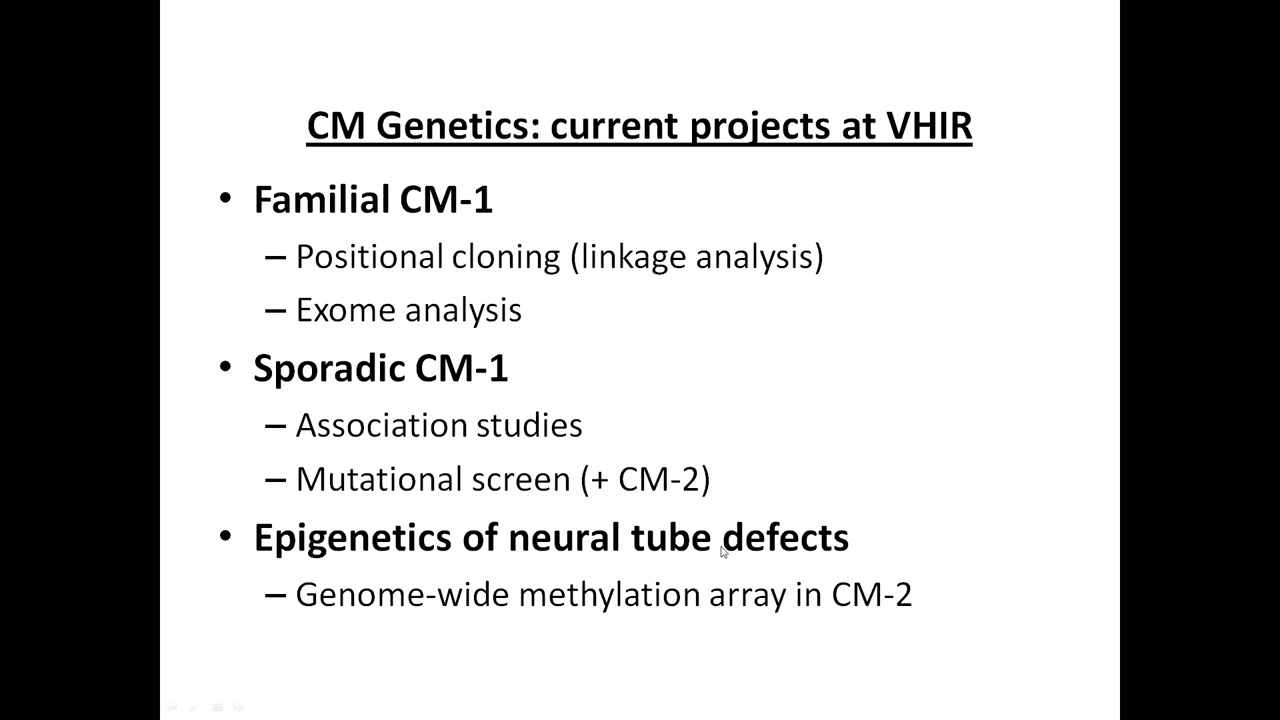 CM Genetics: current projects at VHIR
• Familial CM-1
– Positional cloning (linkage analysis)
– Exome analysis
• Sporadic CM-1
– Association studies
– Mutational screen (+ CM-2)
• Epigenetics of neural tube defects
– Genome-wide methylation array in CM-2